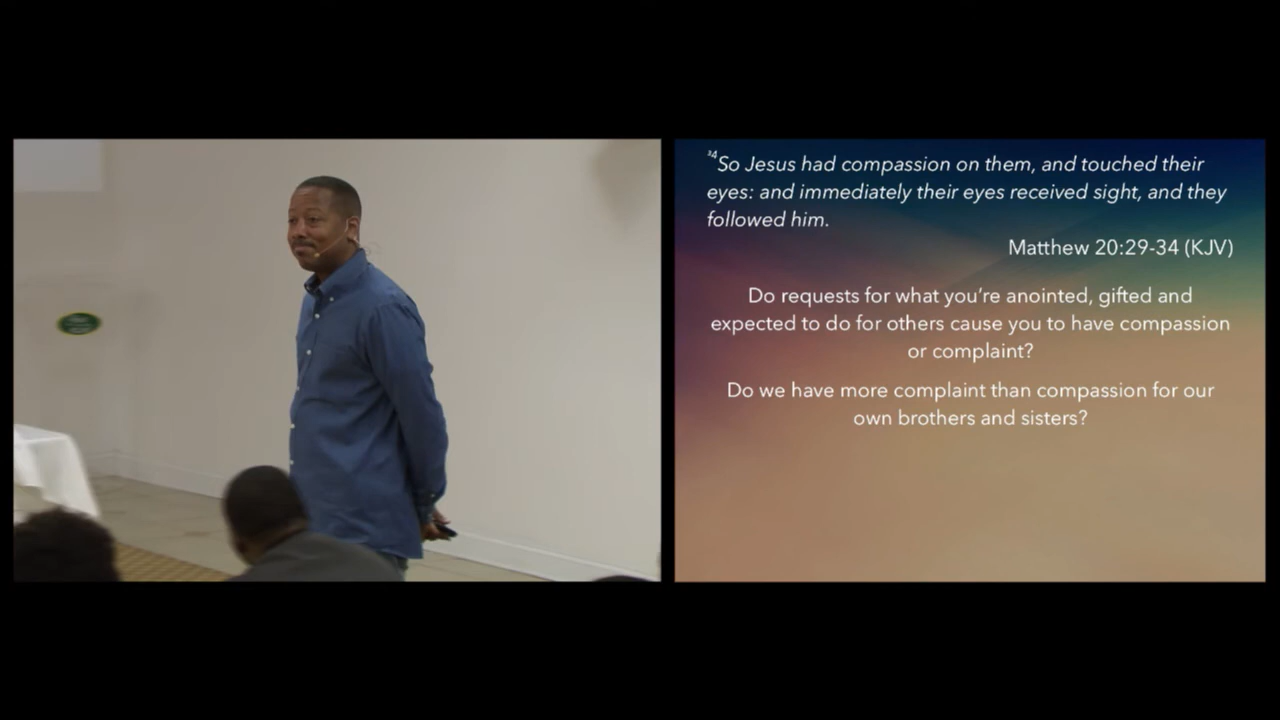 ³⁴So Jesus had compassion on them, and touched their
eyes: and immediately their eyes received sight, and they
followed him.
Matthew 20:29-34 (KJV)
Do requests for what you're anointed, gifted and
expected to do for others cause you to have compassion
or complaint?
Do we have more complaint than compassion for our
own brothers and sisters?